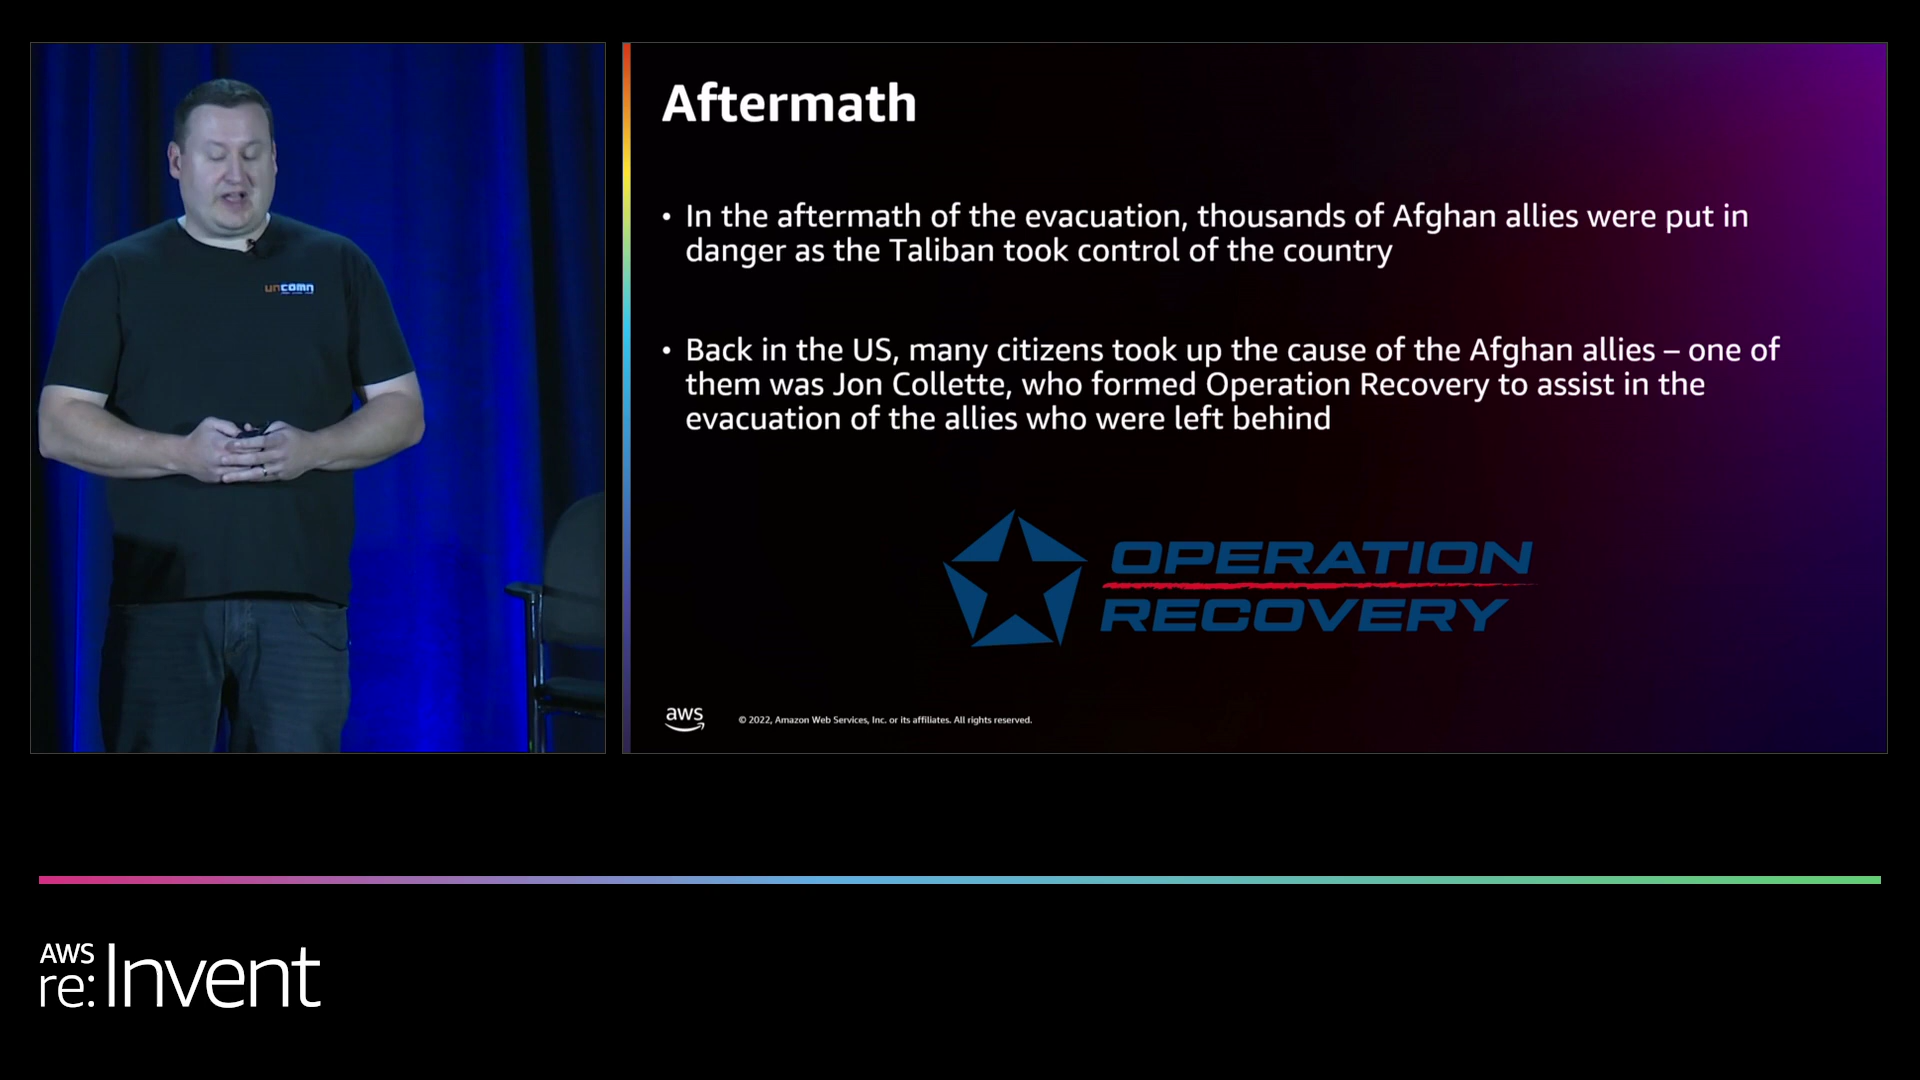 uncomn
Aftermath
• In the aftermath of the evacuation, thousands of Afghan allies were put in
danger as the Taliban took control of the country
• Back in the US, many citizens took up the cause of the Afghan allies – one of
them was Jon Collette, who formed Operation Recovery to assist in the
evacuation of the allies who were left behind
OPERATION
RECOVERY
aws
© 2022, Amazon Web Services, Inc. or its affiliates. All rights reserved.
AWS
re:Invent